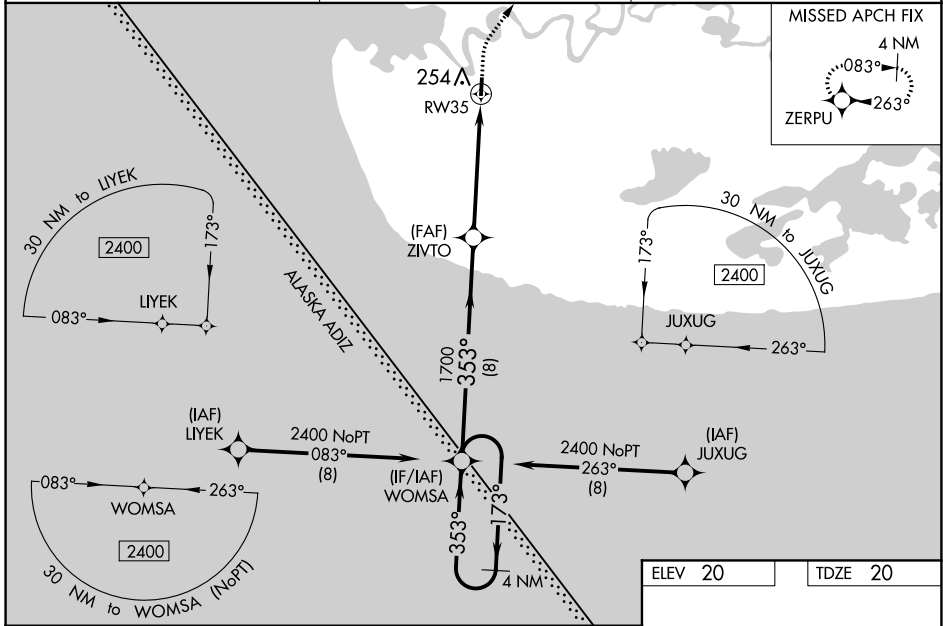 MISSED APCH FIX
4 NM
083°
263°
ZERPU
254
RW35
30 NM to LIYEK
2400
173°
LIYEK
083°
(FAF)
ZIVTO
ALASKA ADIZ
30 NM to JUXUG
173°
2400
JUXUG
263°
1700
353°
(8)
(IAF)
LIYEK
2400 NoPT
083°
(8)
(IF/IAF)
WOMSA
2400 NoPT
263°
(8)
(IAF)
JUXUG
083°
263°
WOMSA
2400
30 NM to WOMSA (NoPT)
353°
173°
4 NM
ELEV 20
TDZE 20